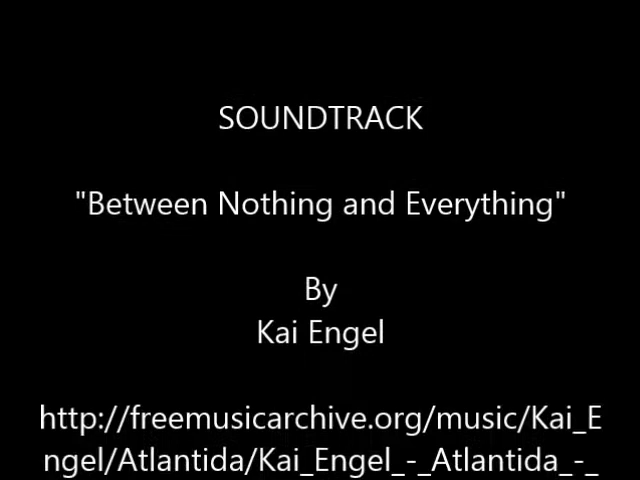 SOUNDTRACK
"Between Nothing and Everything"
By
Kai Engel
http://freemusicarchive.org/music/Kai_E
ngel/Atlantida/Kai_Engel_-_Atlantida_-_